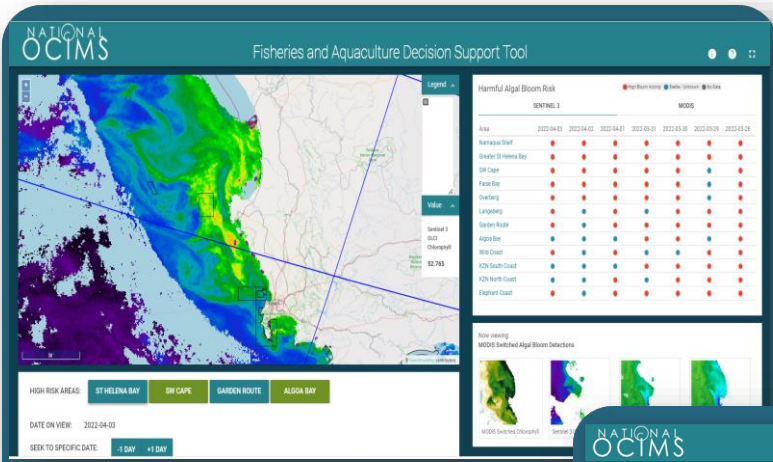 NATIONAL
OCIMS
Fisheries and Aquaculture Decision Support Tool
Legend
Value
Sentinel 3
OLCI
Chlorophyll
52.765
Harmful Algal Bloom Risk
High Bloom Activity
No Data
SENTINEL 3
MODIS
Area 2022-04-03 2022-04-02 2022-04-01 2022-03-31 2022-03-30 2022-03-29 2022-03-28
Namaqua Shelf
Greater St Helena Bay
SW Cape
False Bay
Overberg
Langeberg
Garden Route
Algoa Bay
Wild Coast
KZN South Coast
KZN North Coast
Elephant Coast
HIGH RISK AREAS: ST HELENA BAY SW CAPE GARDEN ROUTE ALGOA BAY
DATE ON VIEW: 2022-04-03
SEEK TO SPECIFIC DATE: -1 DAY +1 DAY
Now viewing:
MODIS Switched Algal Bloom Detections
MODIS Switched Chlorophyll
Sentinel 3
NATIONAL
OCIMS